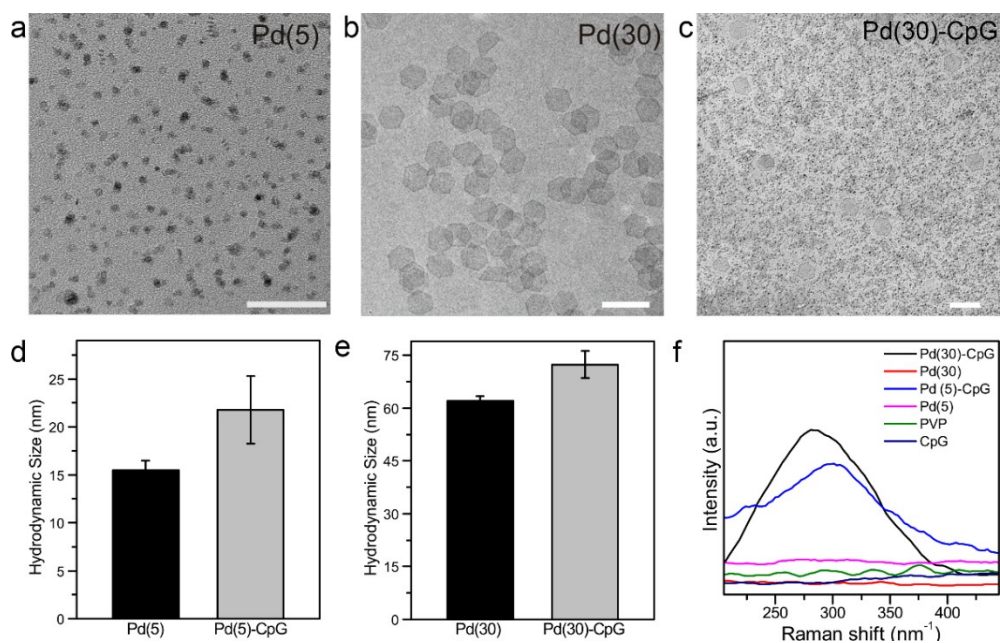 a
Pd(5)
b
Pd(30)
c
Pd(30)-CpG
d
Hydrodynamic Size (nm)
25
20
15
10
5
0
Pd(5)
Pd(5)-CpG
e
Hydrodynamic Size (nm)
75
60
45
30
15
0
Pd(30)
Pd(30)-CpG
f
Intensity (a.u.)
Pd(30)-CpG
Pd(30)
Pd (5)-CpG
Pd(5)
PVP
CpG
250
300
350
400
Raman shift (nm⁻¹)